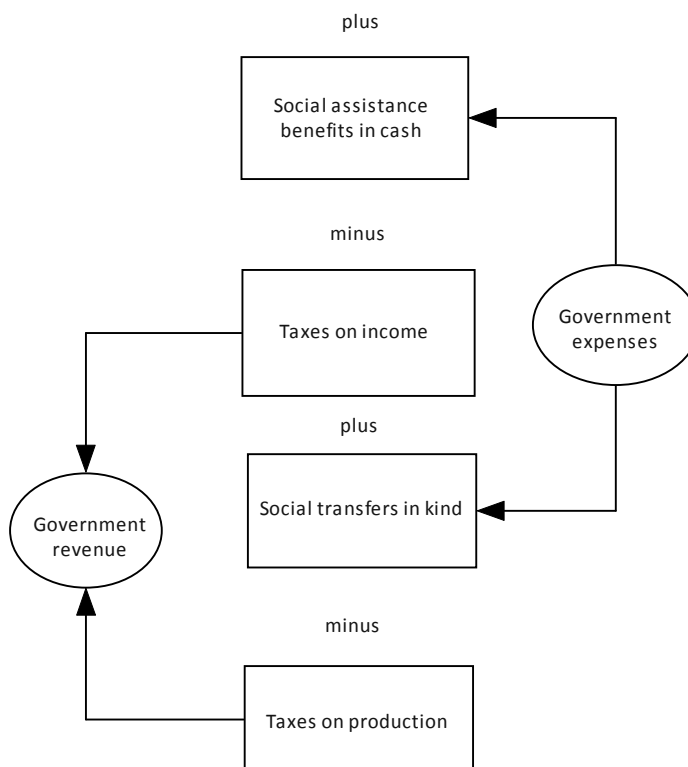 plus
Social assistance
benefits in cash
minus
Taxes on income
Government
expenses
plus
Social transfers in kind
Government
revenue
minus
Taxes on production